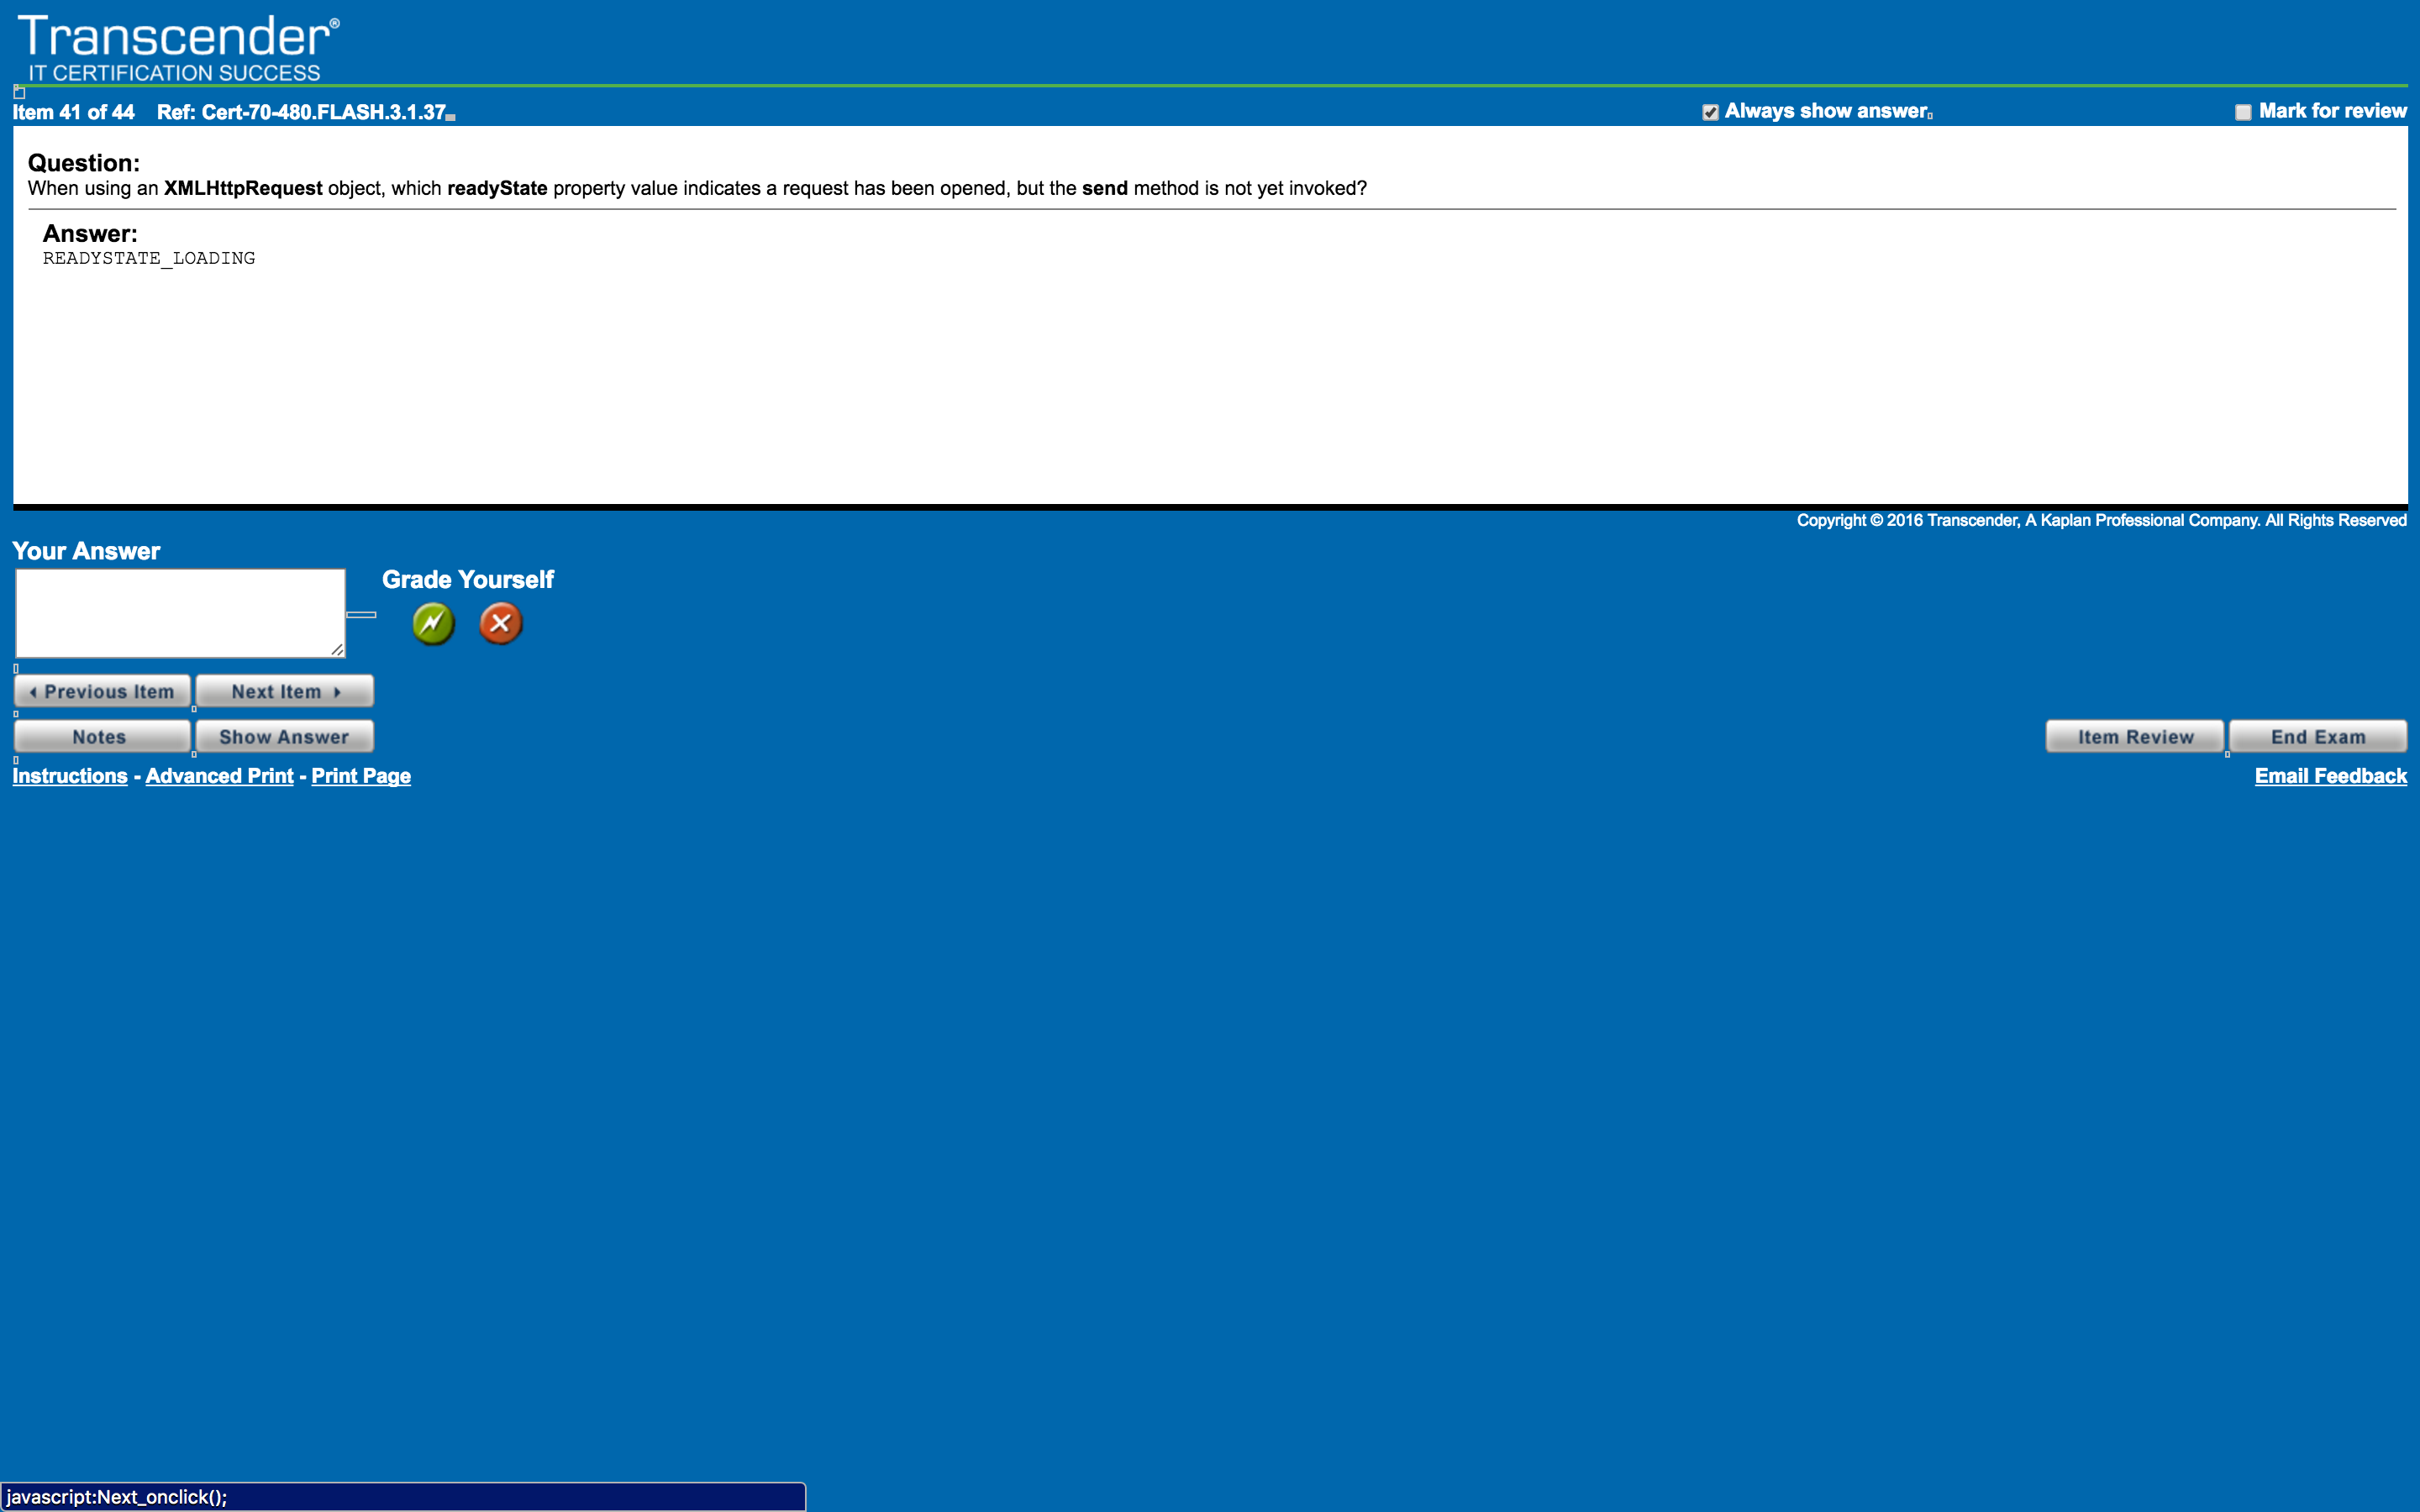 Transcender®
IT CERTIFICATION SUCCESS
Item 41 of 44 Ref: Cert-70-480.FLASH.3.1.37
Always show answer
Mark for review
Question:
When using an XMLHttpRequest object, which readyState property value indicates a request has been opened, but the send method is not yet invoked?
Answer:
READYSTATE_LOADING
Copyright © 2016 Transcender, A Kaplan Professional Company. All Rights Reserved
Your Answer
Grade Yourself
Previous Item
Next Item
Notes
Show Answer
Item Review
End Exam
Instructions - Advanced Print - Print Page
Email Feedback
javascript:Next_onclick();